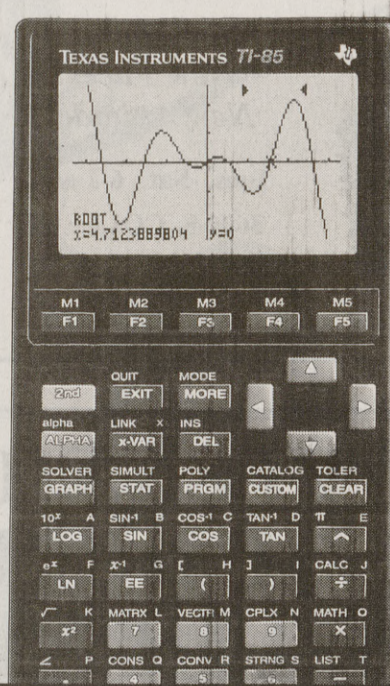 TEXAS INSTRUMENTS TI-85
ROOT
x=4.7123889804 y=0
M1 M2 M3 M4 M5
F1 F2 F3 F4 F5
QUIT MODE
2nd EXIT MORE
alpha LINK x INS
ALPHA x-VAR DEL
SOLVER SIMULT POLY CATALOG TOLER
GRAPH STAT PRGM CUSTOM CLEAR
10ˣ A SIN⁻¹ B COS⁻¹ C TAN⁻¹ D π E
LOG SIN COS TAN ^
eˣ F x⁻¹ G [ H ] I CALC J
LN EE ( ) ÷
√ K MATRX L VECTR M CPLX N MATH O
x² 7 8 9 ×
∠ P CONS Q CONV R STRNG S LIST T
, 4 5 6 −